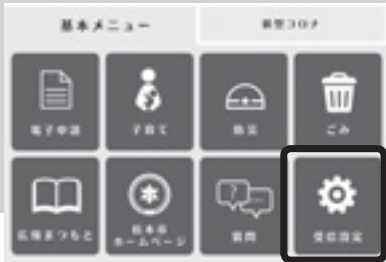 基本メニュー
新型コロナ
電子申請
子育て
防災
ごみ
広報まつもと
松本市
ホームページ
質問
受信設定